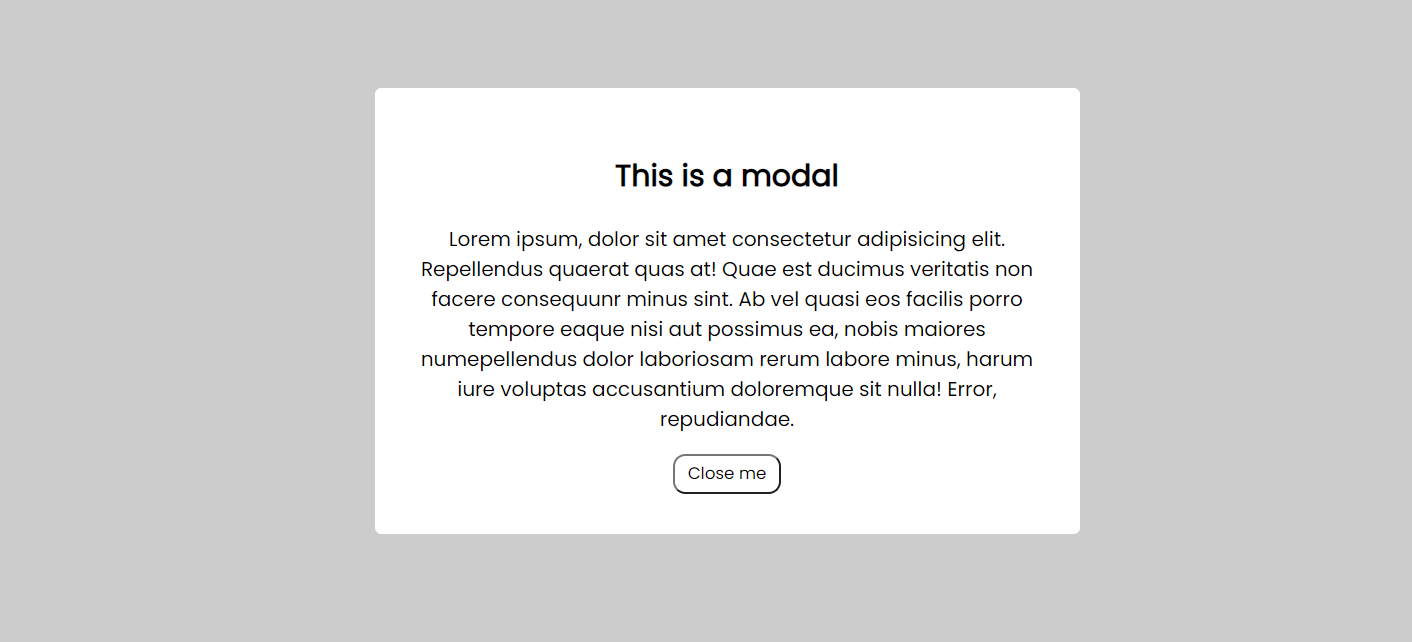 This is a modal
Lorem ipsum, dolor sit amet consectetur adipisicing elit.
Repellendus quaerat quas at! Quae est ducimus veritatis non
facere consequunr minus sint. Ab vel quasi eos facilis porro
tempore eaque nisi aut possimus ea, nobis maiores
numepellendus dolor laboriosam rerum labore minus, harum
iure voluptas accusantium doloremque sit nulla! Error,
repudiandae.
Close me